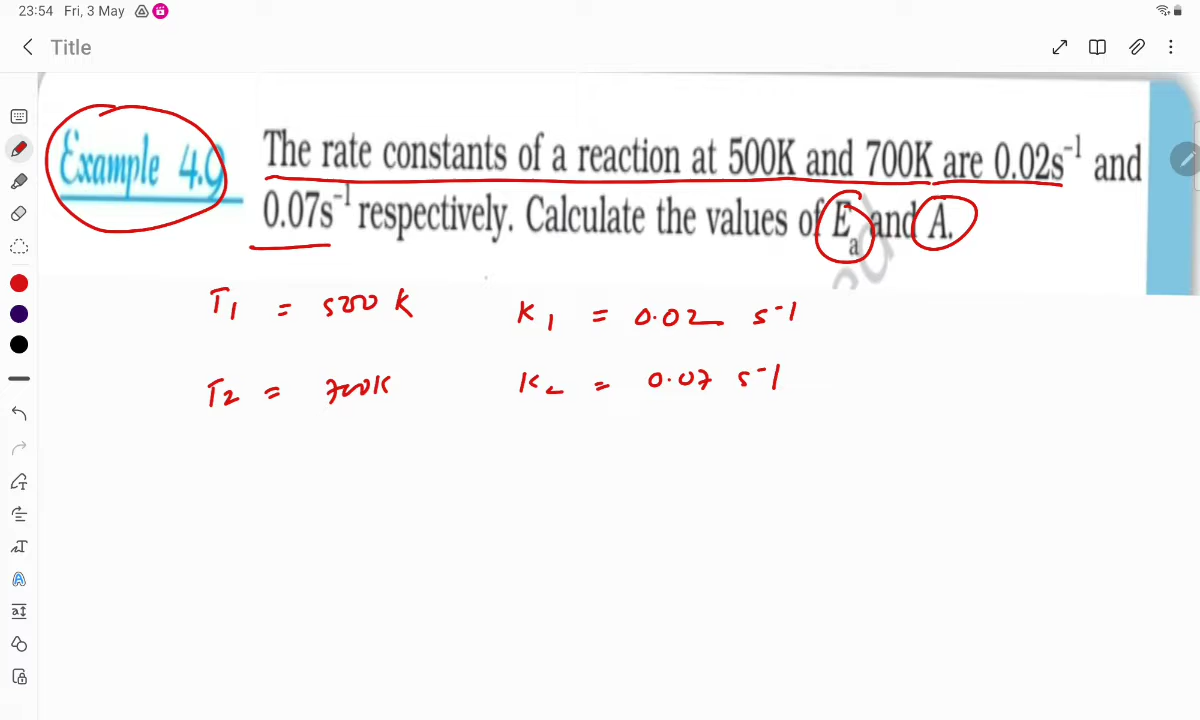 23:54 Fri, 3 May
Title
Example 4.9 The rate constants of a reaction at 500K and 700K are 0.02s⁻¹ and
0.07s⁻¹ respectively. Calculate the values of Eₐ and A.
T₁ = 500 K K₁ = 0.02 s⁻¹
T₂ = 700K K₂ = 0.07 s⁻¹